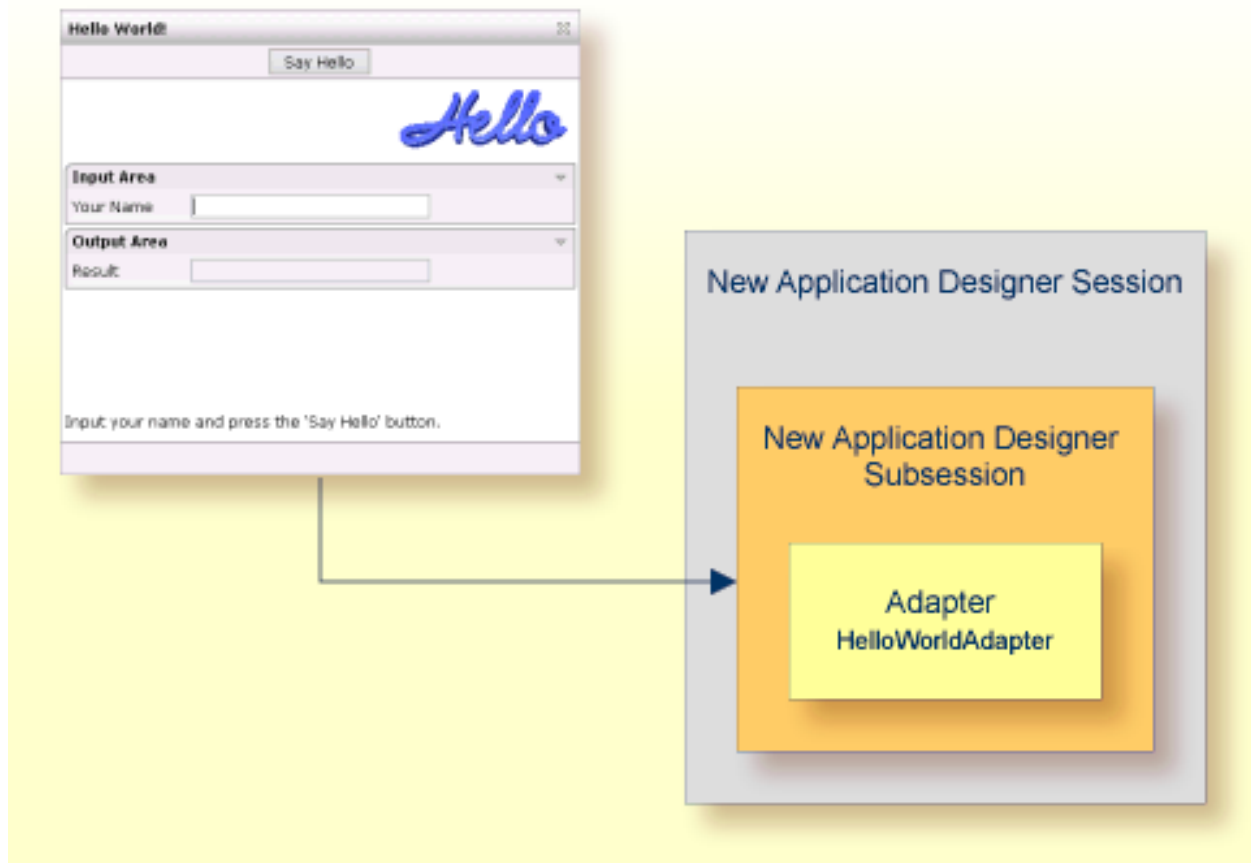 Hello World!
Say Hello
Hello
Input Area
Your Name
Output Area
Result
Input your name and press the 'Say Hello' button.
New Application Designer Session
New Application Designer
Subsession
Adapter
HelloWorldAdapter